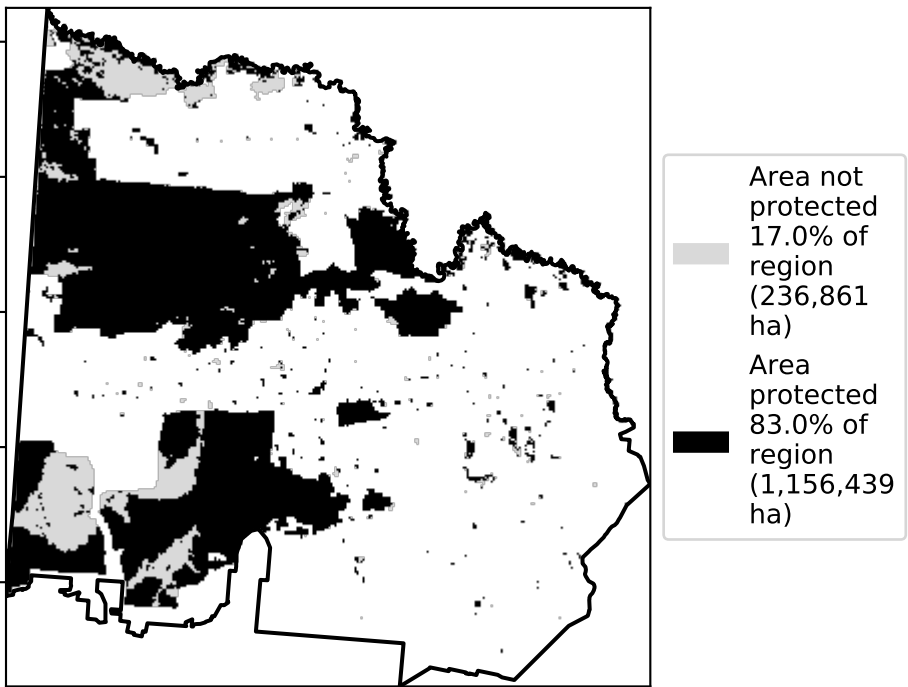 Area not
protected
17.0% of
region
(236,861
ha)
Area
protected
83.0% of
region
(1,156,439
ha)